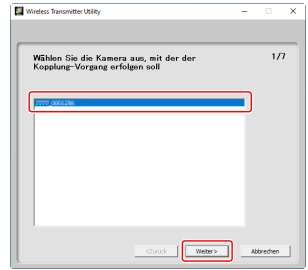 Wireless Transmitter Utility
Wählen Sie die Kamera aus, mit der der
Kopplung-Vorgang erfolgen soll
1/7
<Zurück
Weiter>
Abbrechen